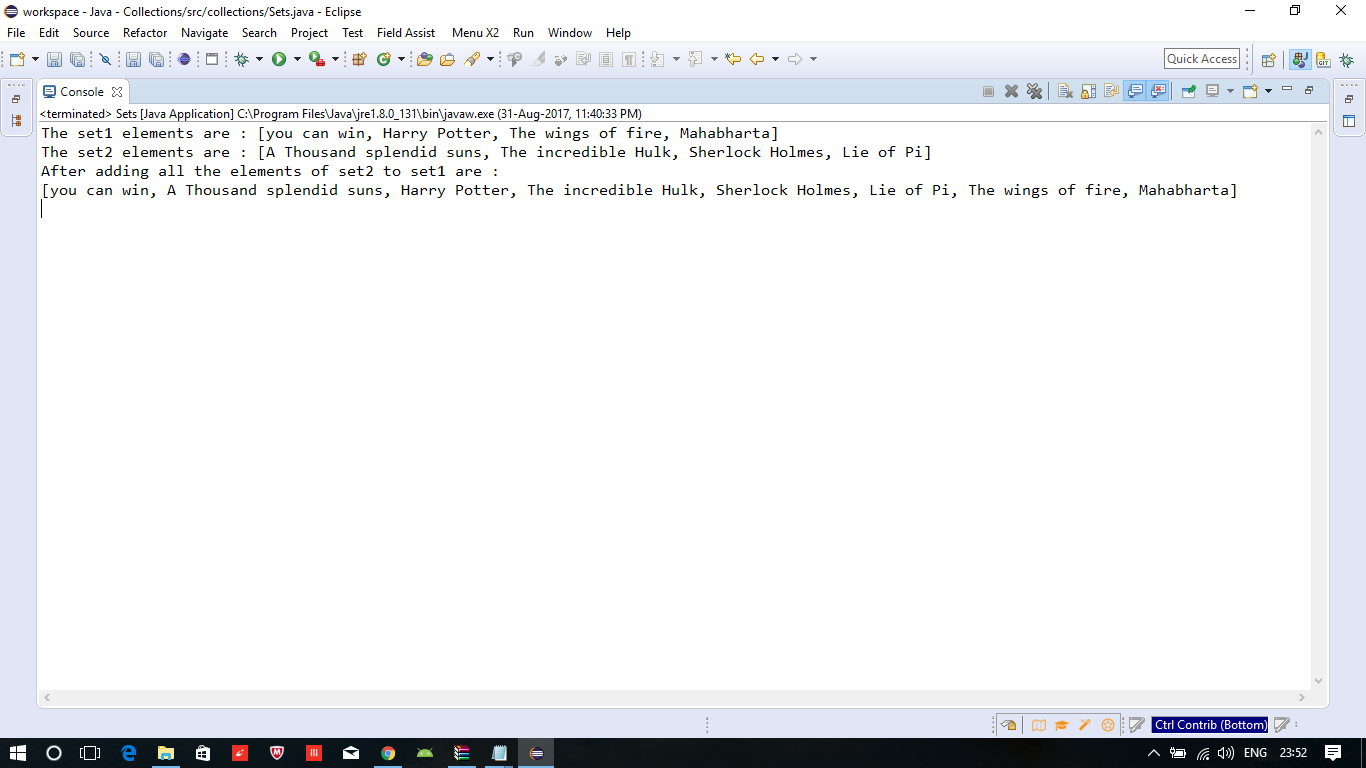 workspace - Java - Collections/src/collections/Sets.java - Eclipse
File Edit Source Refactor Navigate Search Project Test Field Assist Menu X2 Run Window Help
Quick Access
Console
<terminated> Sets [Java Application] C:\Program Files\Java\jre1.8.0_131\bin\javaw.exe (31-Aug-2017, 11:40:33 PM)
The set1 elements are : [you can win, Harry Potter, The wings of fire, Mahabharta]
The set2 elements are : [A Thousand splendid suns, The incredible Hulk, Sherlock Holmes, Lie of Pi]
After adding all the elements of set2 to set1 are :
[you can win, A Thousand splendid suns, Harry Potter, The incredible Hulk, Sherlock Holmes, Lie of Pi, The wings of fire, Mahabharta]
Ctrl Contrib (Bottom)
ENG 23:52